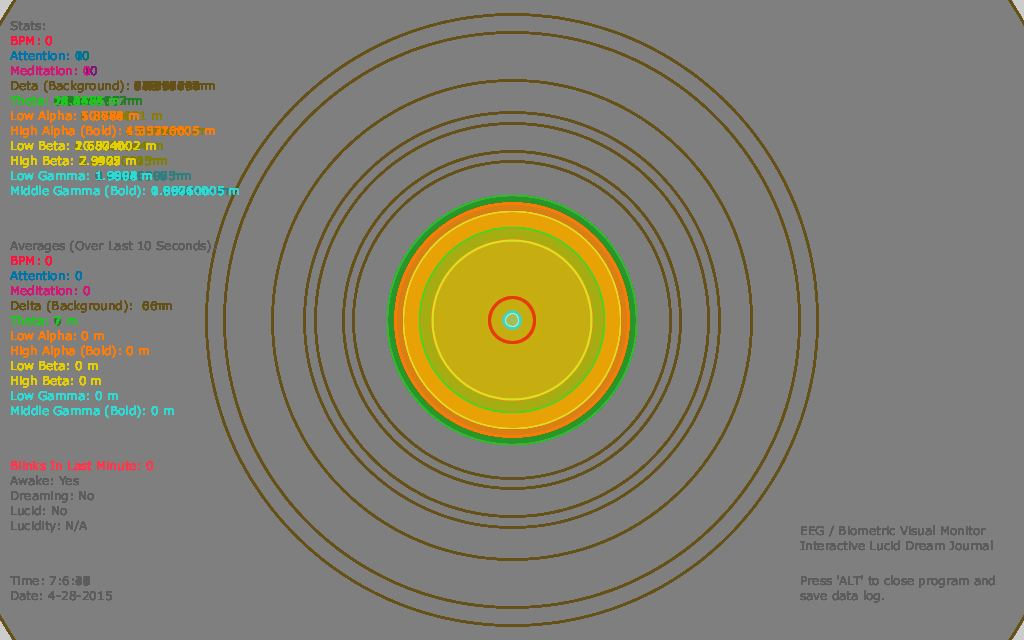 Stats:
BPM: 0
Attention:
Meditation:
Deta (Background):
Theta:
Low Alpha: m
High Alpha (Bold): m
Low Beta: m
High Beta: m
Low Gamma: m
Middle Gamma (Bold): m
Averages (Over Last 10 Seconds)
BPM: 0
Attention: 0
Meditation: 0
Delta (Background):
Theta: 0 m
Low Alpha: 0 m
High Alpha (Bold): 0 m
Low Beta: 0 m
High Beta: 0 m
Low Gamma: 0 m
Middle Gamma (Bold): 0 m
Blinks In Last Minute: 0
Awake: Yes
Dreaming: No
Lucid: No
Lucidity: N/A
EEG / Biometric Visual Monitor
Interactive Lucid Dream Journal
Time: 7:6:
Date: 4-28-2015
Press 'ALT' to close program and
save data log.